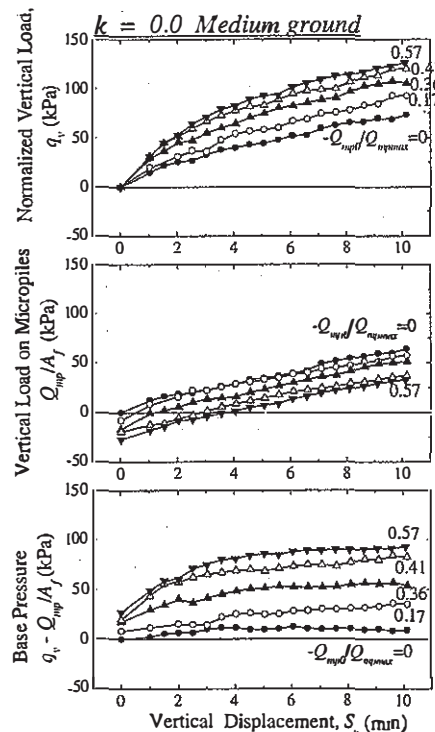 k = 0.0 Medium ground
Normalized Vertical Load,
q_v (kPa)
150
100
50
0
-50
0.57
-Q_mp0/Q_mpmax=0
0 2 4 6 8 10
Vertical Load on Micropiles
Q_mp/A_f (kPa)
150
100
50
0
-50
-Q_mp0/Q_mpmax=0
0.57
0 2 4 6 8 10
Base Pressure
q_v - Q_mp/A_f (kPa)
150
100
50
0
-50
0.57
0.41
0.36
0.17
-Q_mp0/Q_mpmax=0
0 2 4 6 8 10
Vertical Displacement, S_v (mm)